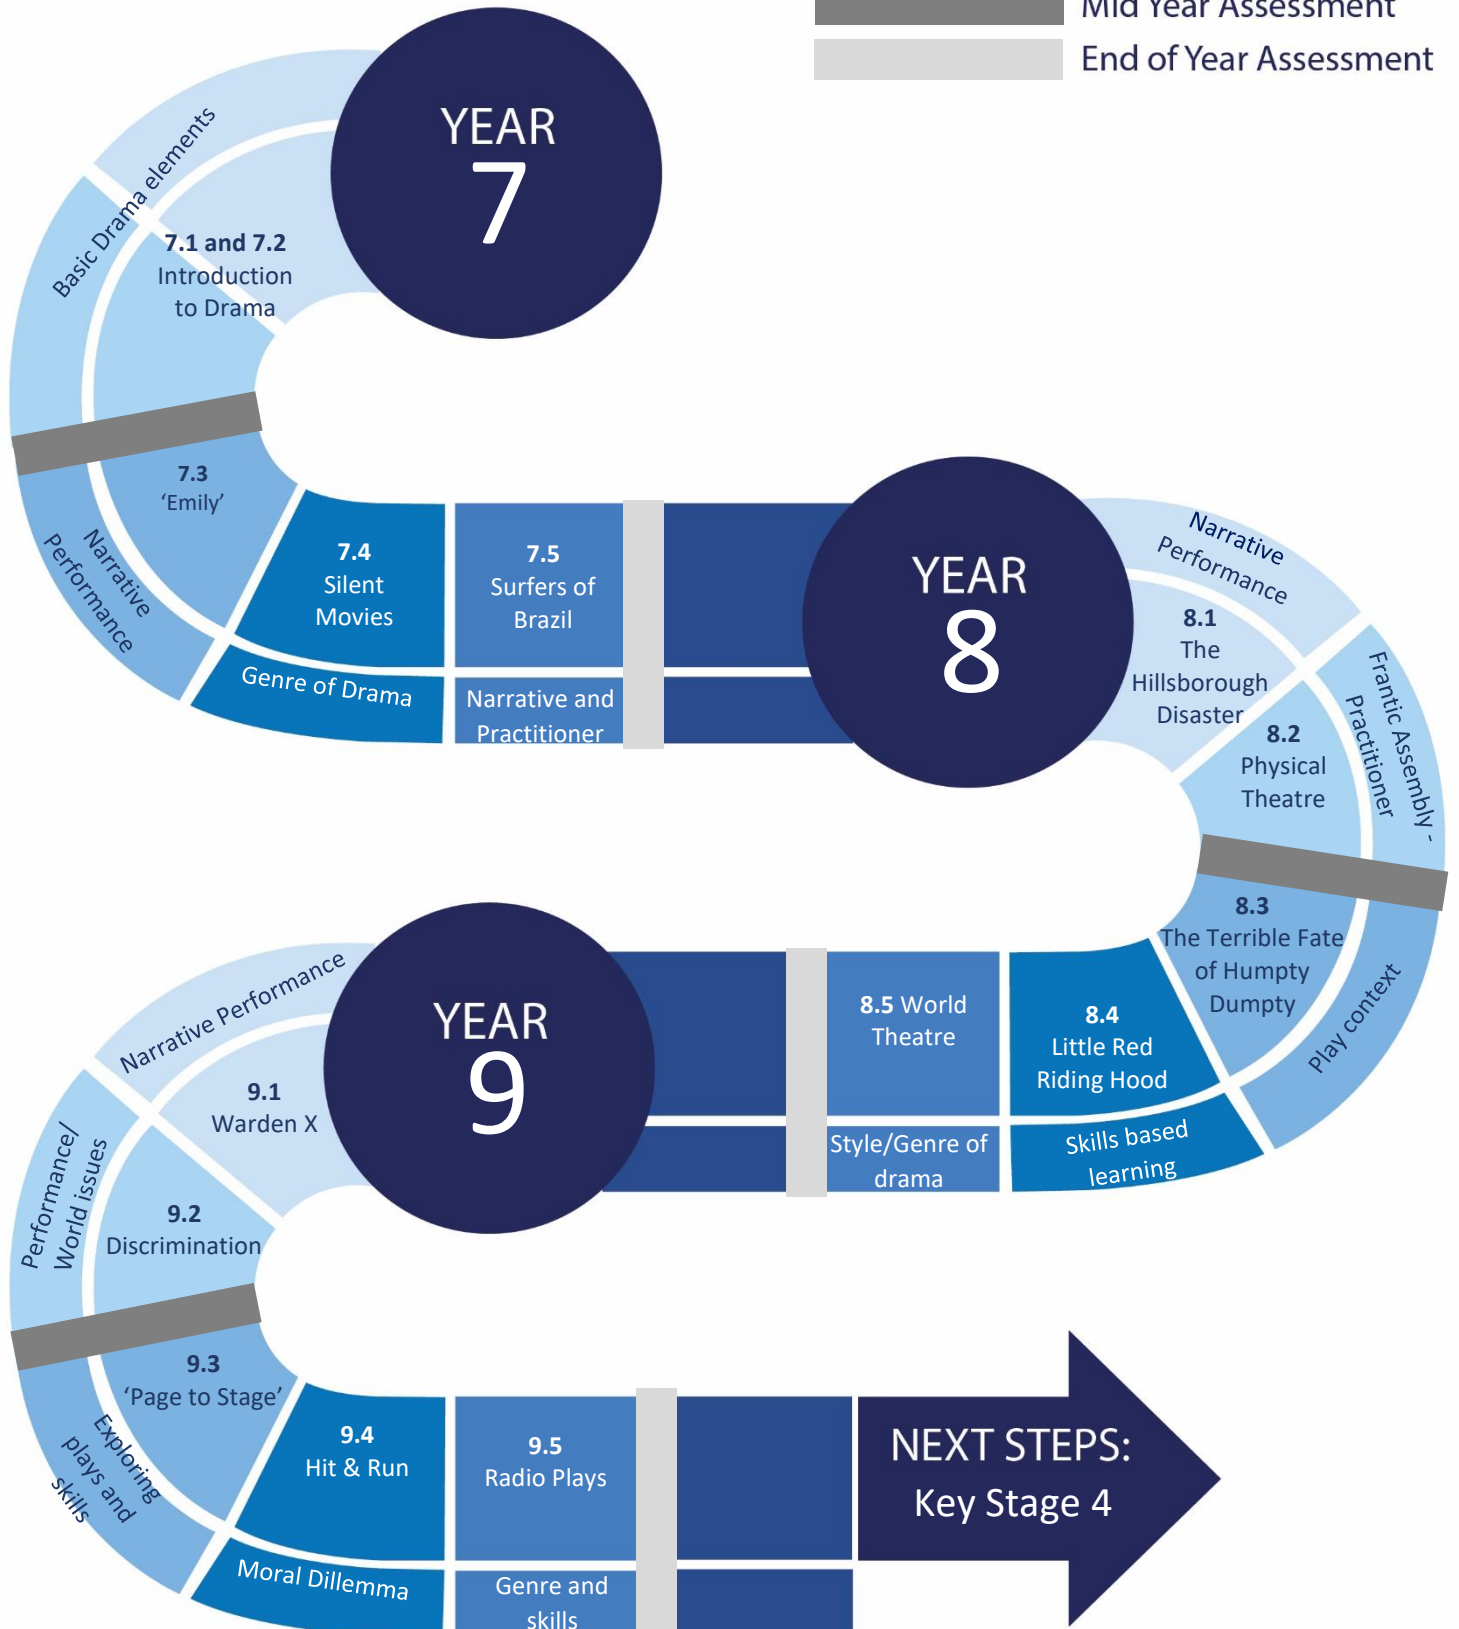 Mid Year Assessment
End of Year Assessment
YEAR
7
Basic Drama elements
7.1 and 7.2
Introduction
to Drama
7.3
‘Emily’
Narrative
Performance
7.4
Silent
Movies
Genre of Drama
7.5
Surfers of
Brazil
Narrative and
Practitioner
YEAR
8
Narrative
Performance
8.1
The
Hillsborough
Disaster
Frantic Assembly -
Practitioner
8.2
Physical
Theatre
8.3
The Terrible Fate
of Humpty
Dumpty
Play context
8.4
Little Red
Riding Hood
Skills based
learning
8.5 World
Theatre
Style/Genre of
drama
YEAR
9
Narrative Performance
9.1
Warden X
Performance/
World issues
9.2
Discrimination
9.3
‘Page to Stage’
Exploring
plays and
skills
9.4
Hit & Run
Moral Dillemma
9.5
Radio Plays
Genre and
skills
NEXT STEPS:
Key Stage 4